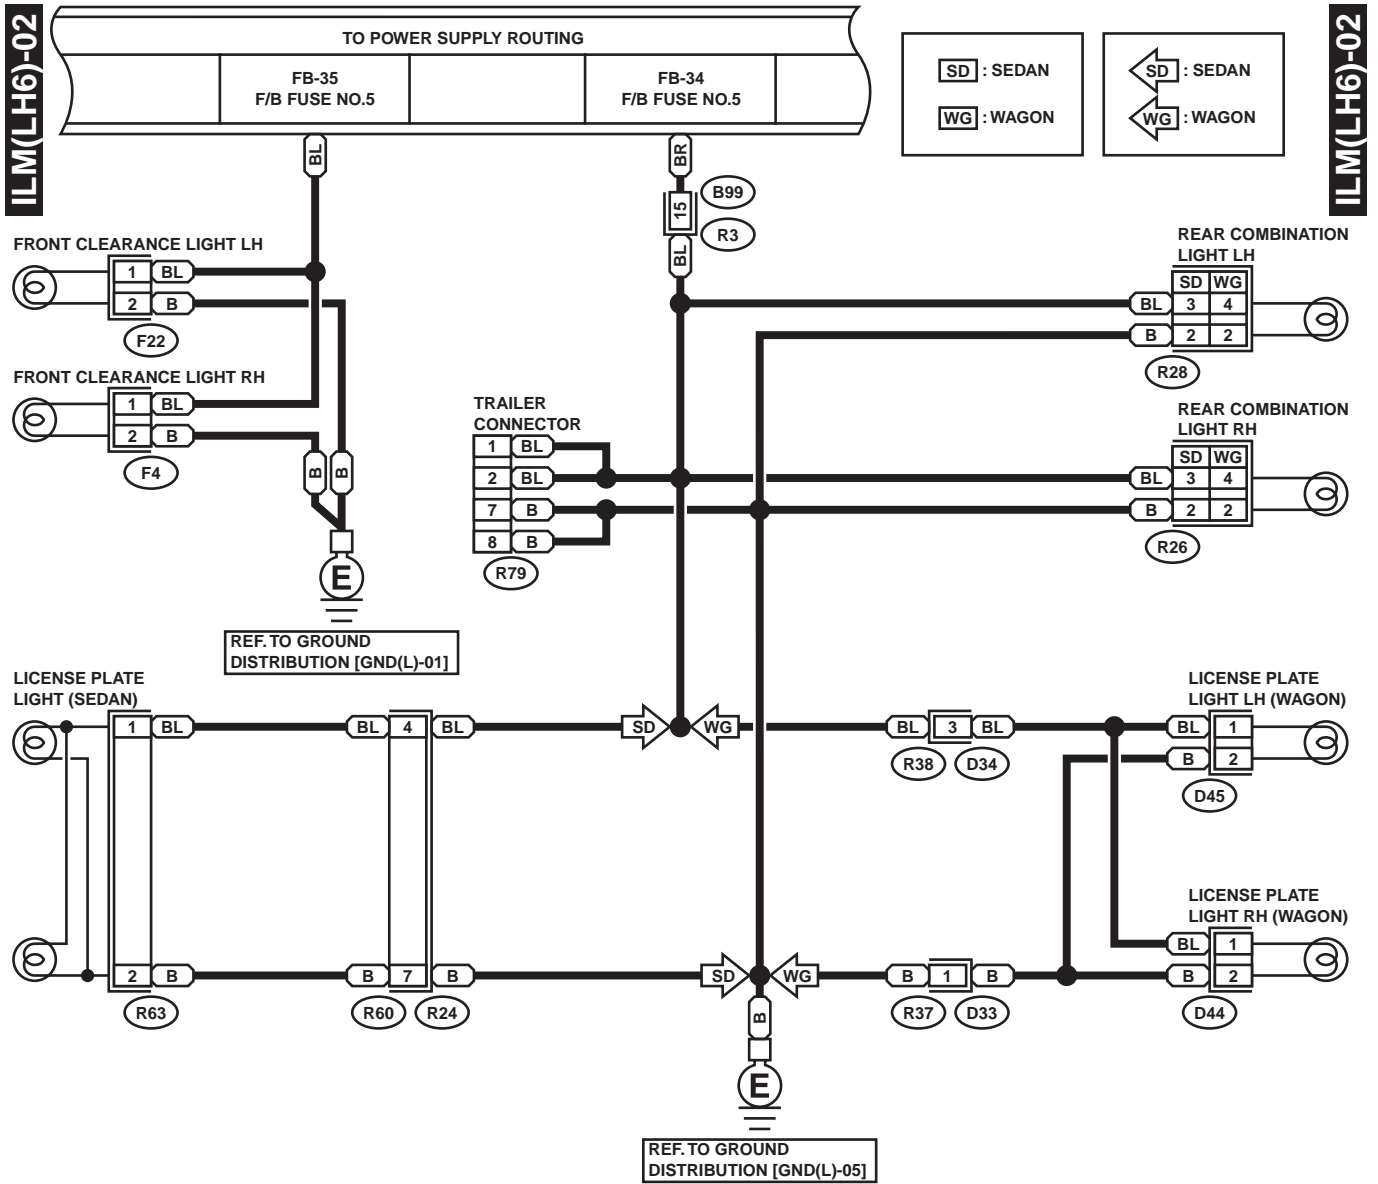 ILM(LH6)-02
ILM(LH6)-02
TO POWER SUPPLY ROUTING
FB-35
F/B FUSE NO.5
FB-34
F/B FUSE NO.5
SD : SEDAN
WG : WAGON
SD : SEDAN
WG : WAGON
BL
BR
B99
15
R3
BL
FRONT CLEARANCE LIGHT LH
1 BL
2 B
F22
FRONT CLEARANCE LIGHT RH
1 BL
2 B
F4
B
B
E
REF. TO GROUND
DISTRIBUTION [GND(L)-01]
REAR COMBINATION
LIGHT LH
SD WG
BL 3 4
B 2 2
R28
TRAILER
CONNECTOR
1 BL
2 BL
7 B
8 B
R79
REAR COMBINATION
LIGHT RH
SD WG
BL 3 4
B 2 2
R26
LICENSE PLATE
LIGHT (SEDAN)
1 BL
BL 4 BL
SD
WG
BL 3 BL
R38
D34
LICENSE PLATE
LIGHT LH (WAGON)
BL 1
B 2
D45
LICENSE PLATE
LIGHT RH (WAGON)
BL 1
B 2
D44
2 B
R63
B 7 B
R60
R24
SD
WG
B 1 B
R37
D33
B
E
REF. TO GROUND
DISTRIBUTION [GND(L)-05]